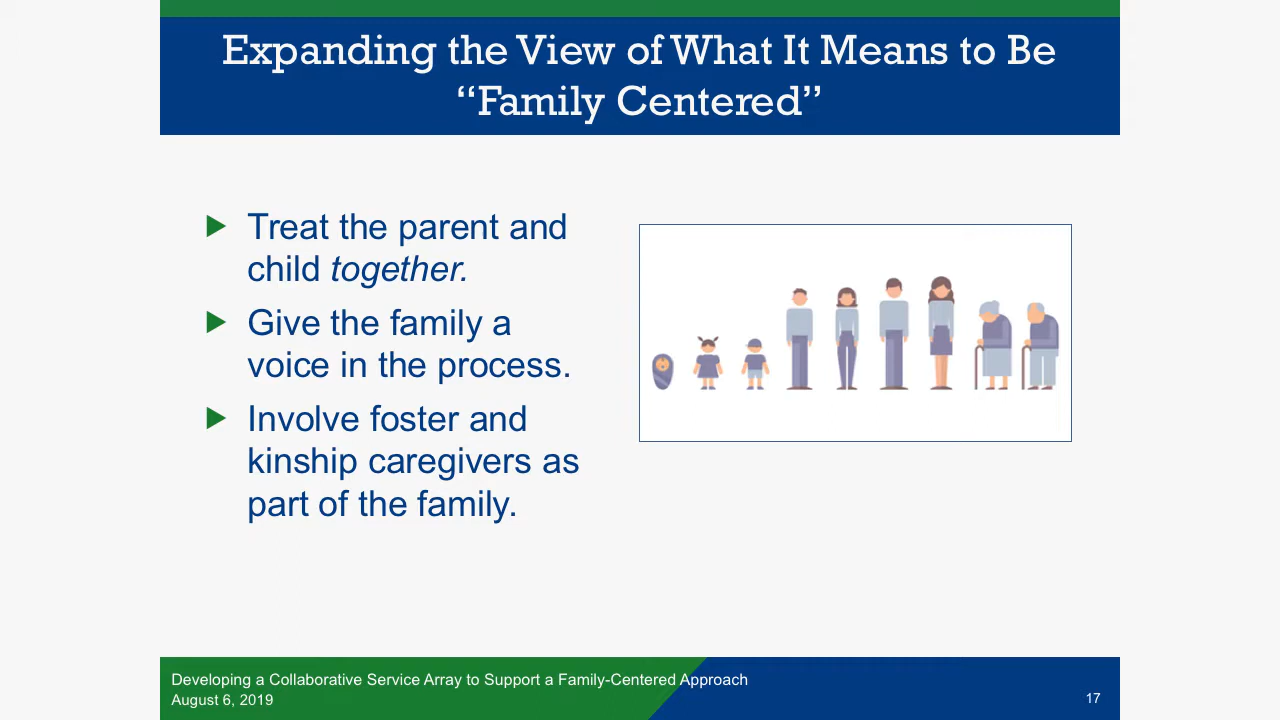 Expanding the View of What It Means to Be
“Family Centered”
Treat the parent and
child together.
Give the family a
voice in the process.
Involve foster and
kinship caregivers as
part of the family.
Developing a Collaborative Service Array to Support a Family-Centered Approach
August 6, 2019
17